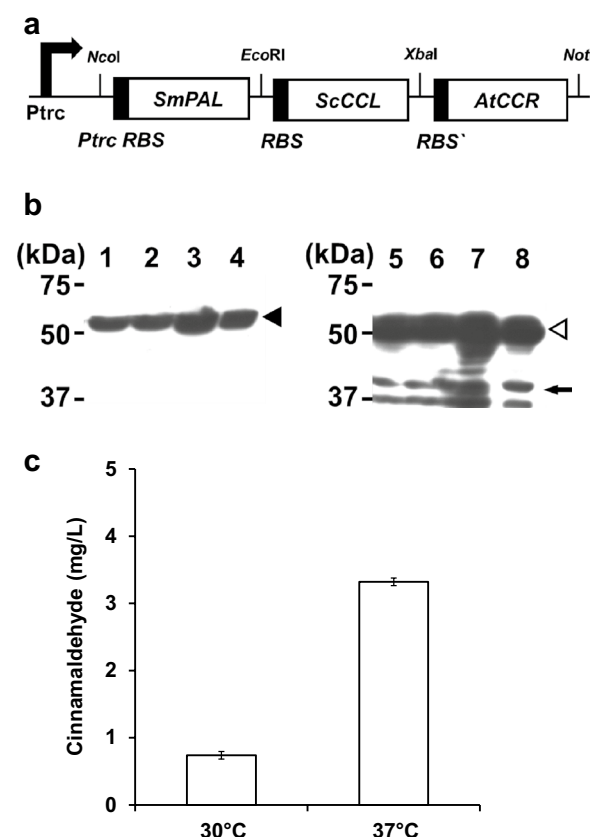 a
NcoI EcoRI XbaI Not
SmPAL ScCCL AtCCR
Ptrc
Ptrc RBS RBS RBS`
b
(kDa) 1 2 3 4 (kDa) 5 6 7 8
75- 75-
50- 50-
37- 37-
c
Cinnamaldehyde (mg/L)
5
4
3
2
1
0
30°C 37°C